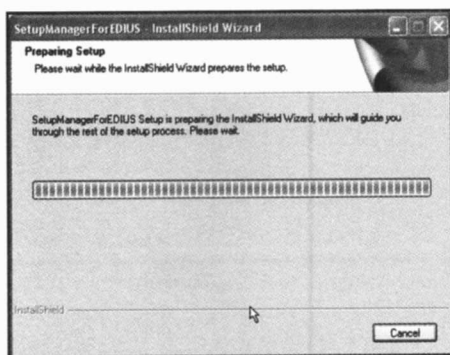 SetupManagerForEDIUS - InstallShield Wizard
Preparing Setup
Please wait while the InstallShield Wizard prepares the setup.
SetupManagerForEDIUS Setup is preparing the InstallShield Wizard, which will guide you
through the rest of the setup process. Please wait.
InstallShield
Cancel